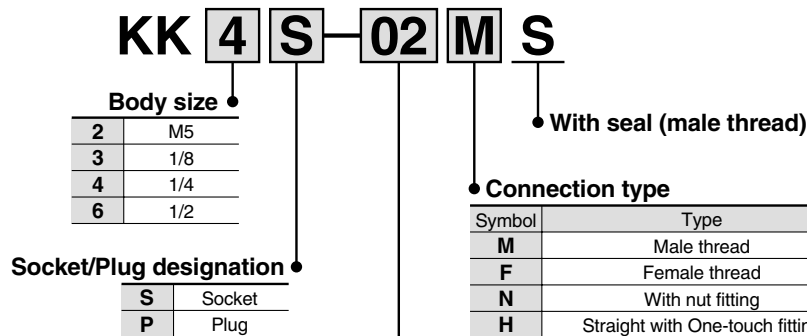 KK 4 S-02 M S
Body size
2 M5
3 1/8
4 1/4
6 1/2
With seal (male thread)
Connection type
Symbol Type
M Male thread
F Female thread
N With nut fitting
H Straight with One-touch
Socket/Plug designation
S Socket
P Plug